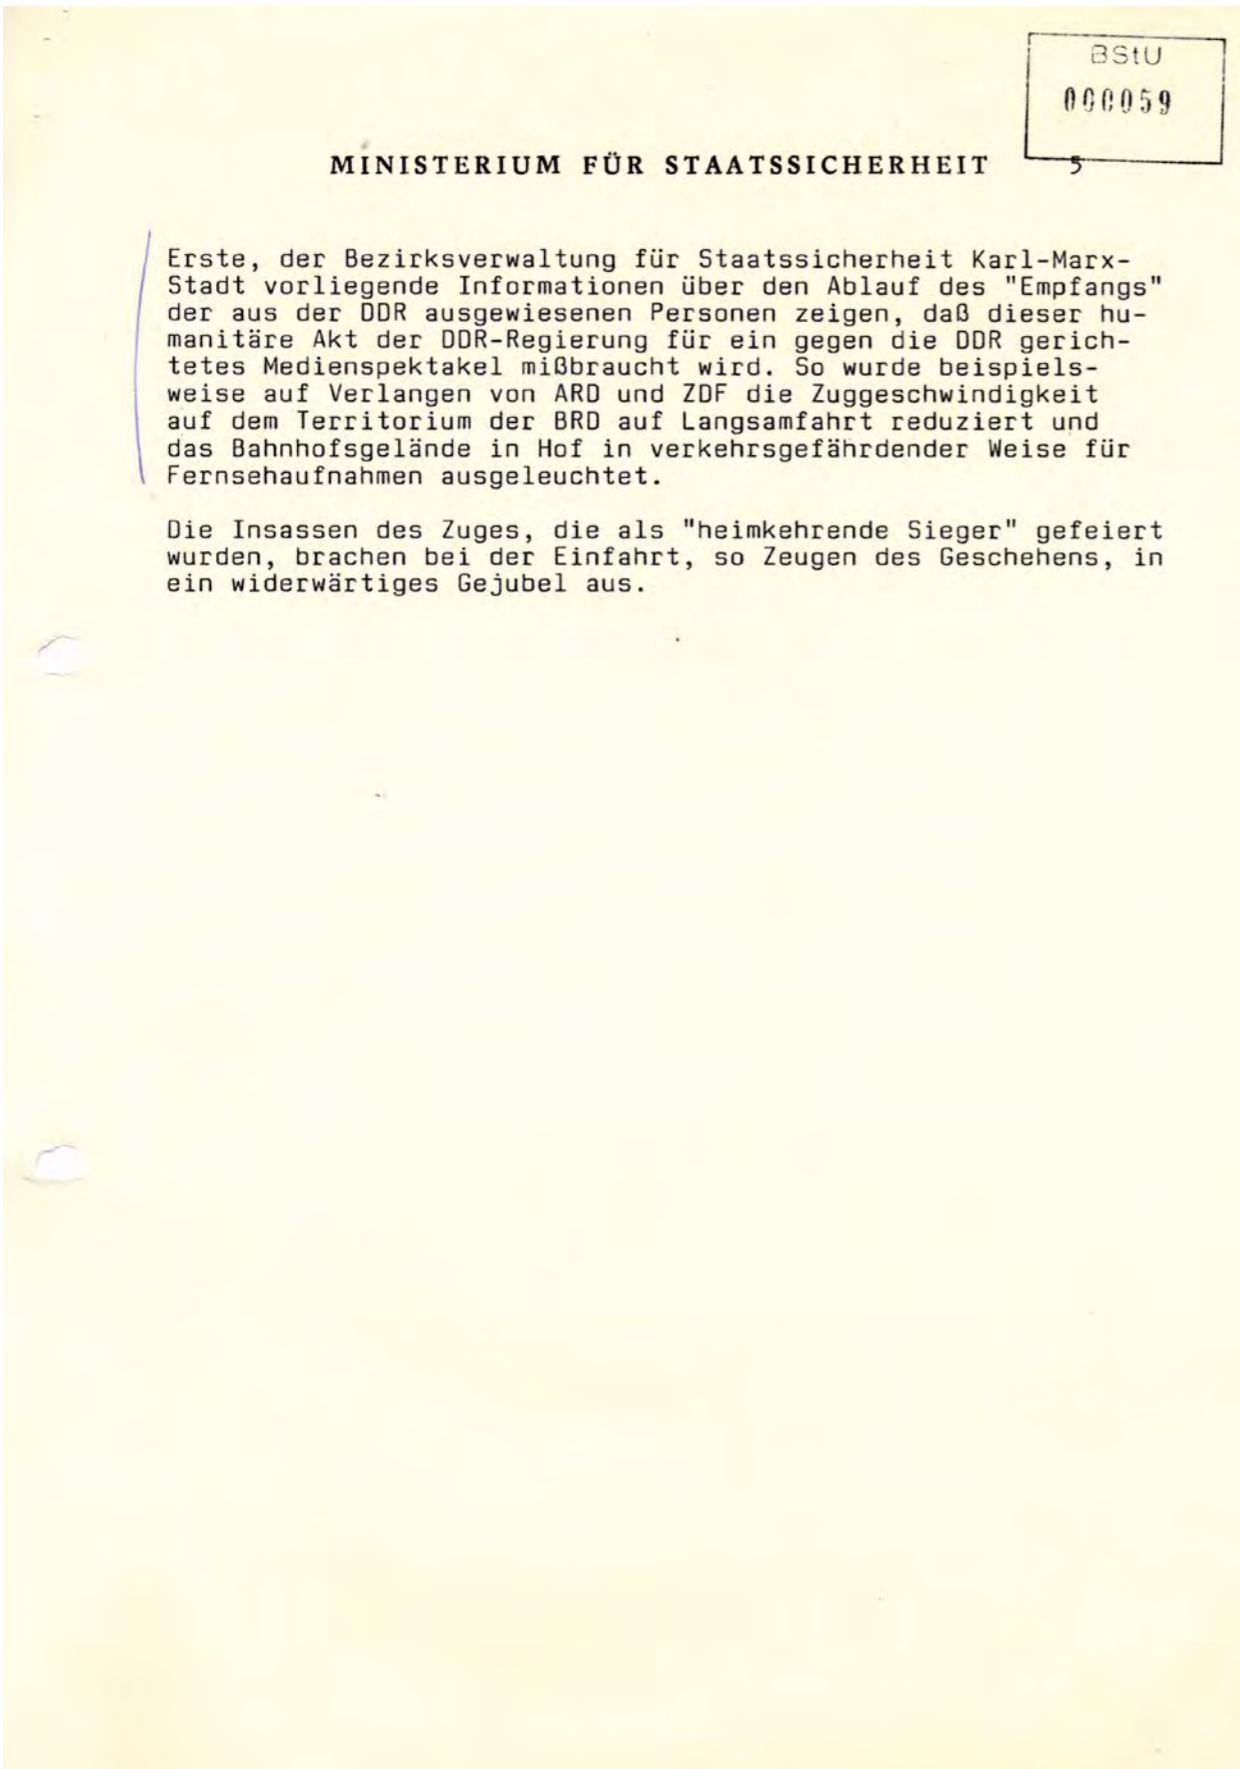 BStU
000059
MINISTERIUM FÜR STAATSSICHERHEIT 5
Erste, der Bezirksverwaltung für Staatssicherheit Karl-Marx-
Stadt vorliegende Informationen über den Ablauf des "Empfangs"
der aus der DDR ausgewiesenen Personen zeigen, daß dieser hu-
manitäre Akt der DDR-Regierung für ein gegen die DDR gerich-
tetes Medienspektakel mißbraucht wird. So wurde beispiels-
weise auf Verlangen von ARD und ZDF die Zuggeschwindigkeit
auf dem Territorium der BRD auf Langsamfahrt reduziert und
das Bahnhofsgelände in Hof in verkehrsgefährdender Weise für
Fernsehaufnahmen ausgeleuchtet.
Die Insassen des Zuges, die als "heimkehrende Sieger" gefeiert
wurden, brachen bei der Einfahrt, so Zeugen des Geschehens, in
ein widerwärtiges Gejubel aus.